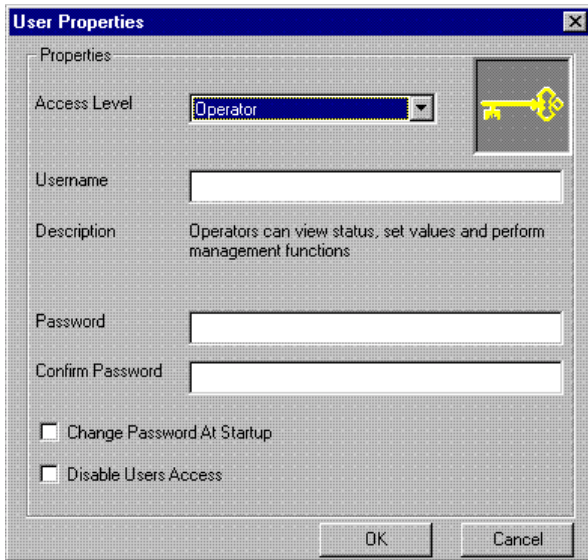 User Properties
Properties
Access Level
Operator
Username
Description
Operators can view status, set values and perform
management functions
Password
Confirm Password
Change Password At Startup
Disable Users Access
OK
Cancel